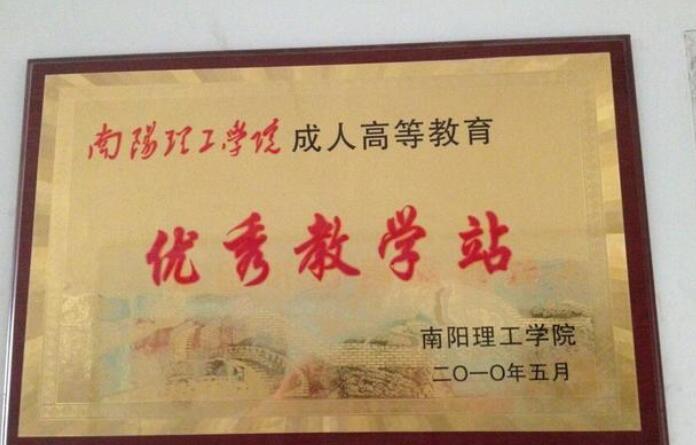 南陽理工学院成人高等教育
优秀教学站
南阳理工学院
二〇一〇年五月